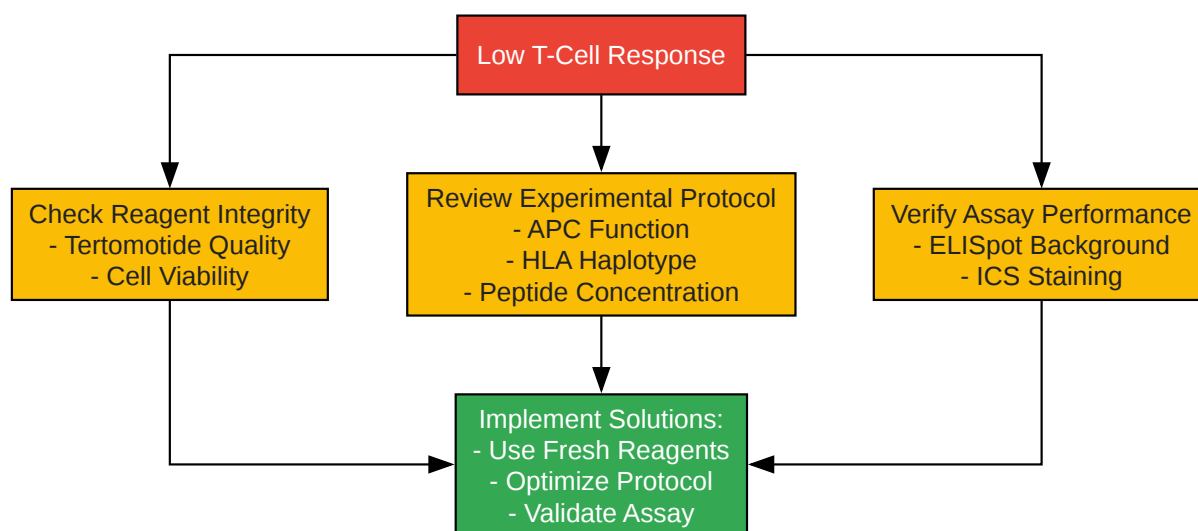 Low T-Cell Response
Check Reagent Integrity
- Tertomotide Quality
- Cell Viability
Review Experimental Protocol
- APC Function
- HLA Haplotype
- Peptide Concentration
Verify Assay Performance
- ELISpot Background
- ICS Staining
Implement Solutions:
- Use Fresh Reagents
- Optimize Protocol
- Validate Assay